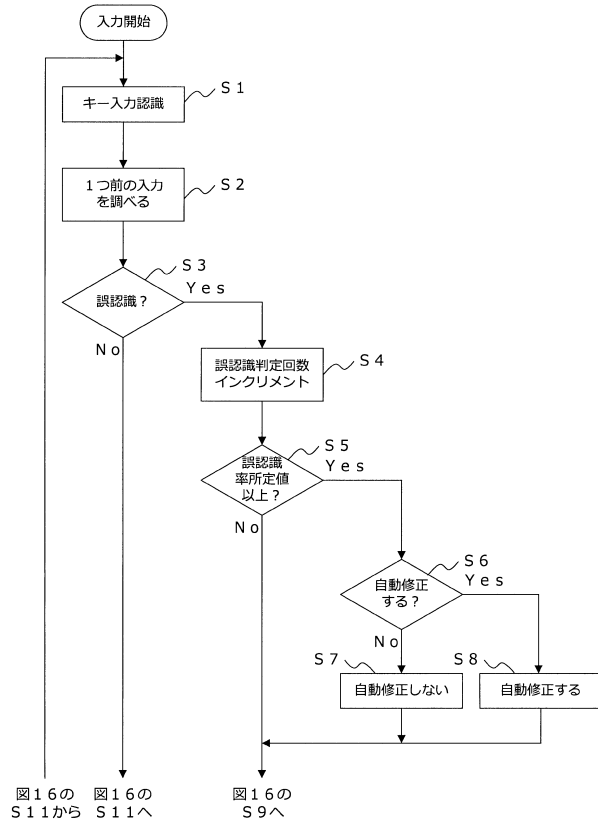 入力開始
キー入力認識
Ｓ１
１つ前の入力
を調べる
Ｓ２
Ｓ３
誤認識？
Ｙｅｓ
Ｎｏ
誤認識判定回数
インクリメント
Ｓ４
Ｓ５
誤認識
率所定値
以上？
Ｙｅｓ
Ｎｏ
Ｓ６
自動修正
する？
Ｙｅｓ
Ｎｏ
Ｓ７
自動修正しない
Ｓ８
自動修正する
図１６の
Ｓ１１から
図１６の
Ｓ１１へ
図１６の
Ｓ９へ